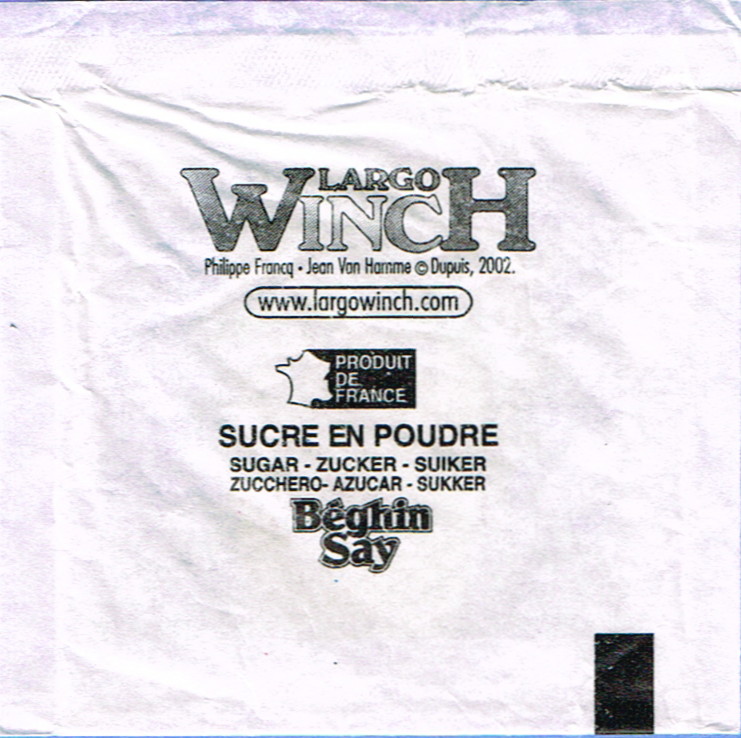 LARGO
WINCH
Philippe Francq • Jean Van Hamme © Dupuis, 2002.
www.largowinch.com
PRODUIT
DE
FRANCE
SUCRE EN POUDRE
SUGAR - ZUCKER - SUIKER
ZUCCHERO- AZUCAR - SUKKER
Béghin
Say